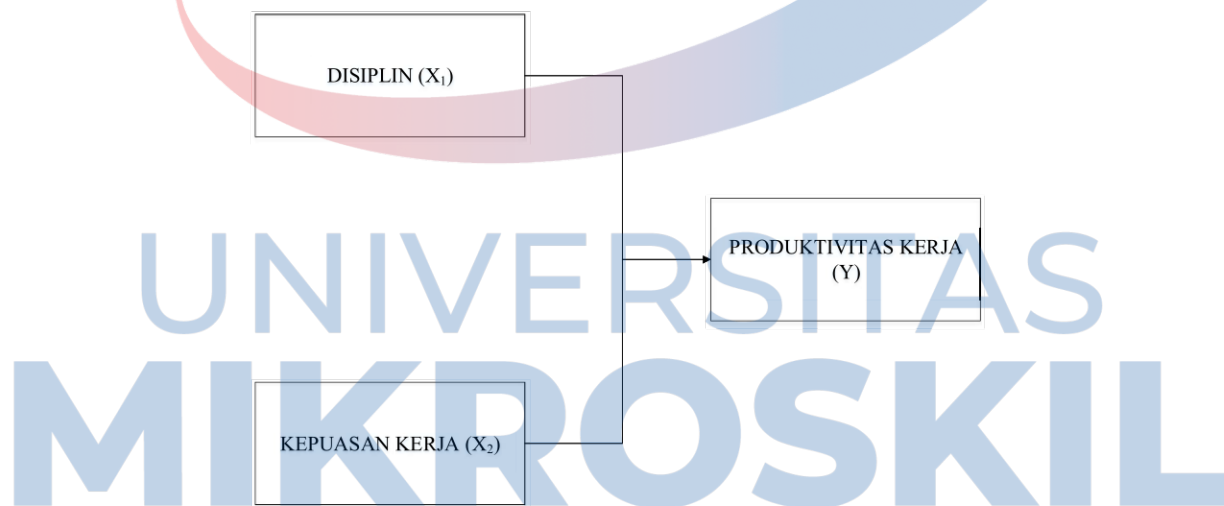 DISIPLIN (X₁)
PRODUKTIVITAS KERJA
(Y)
KEPUASAN KERJA (X₂)
UNIVERSITAS
MIKROSKIL